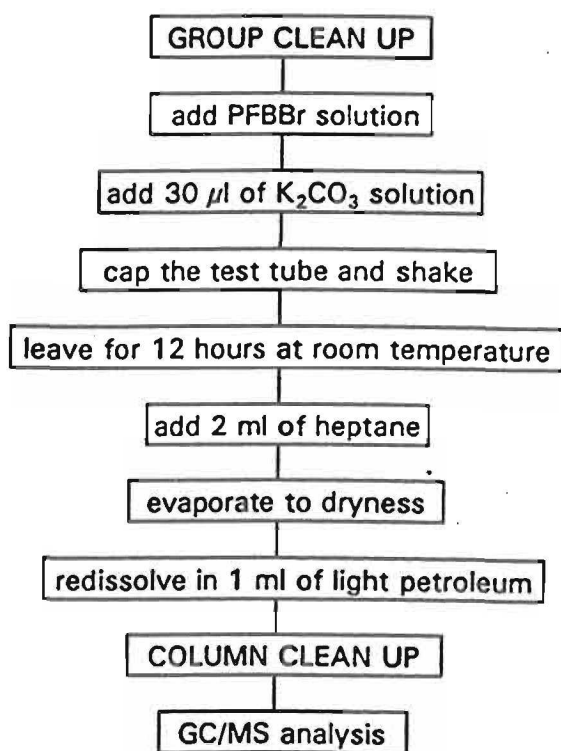 GROUP CLEAN UP
add PFBBr solution
add 30 µl of K₂CO₃ solution
cap the test tube and shake
leave for 12 hours at room temperature
add 2 ml of heptane
evaporate to dryness
redissolve in 1 ml of light petroleum
COLUMN CLEAN UP
GC/MS analysis